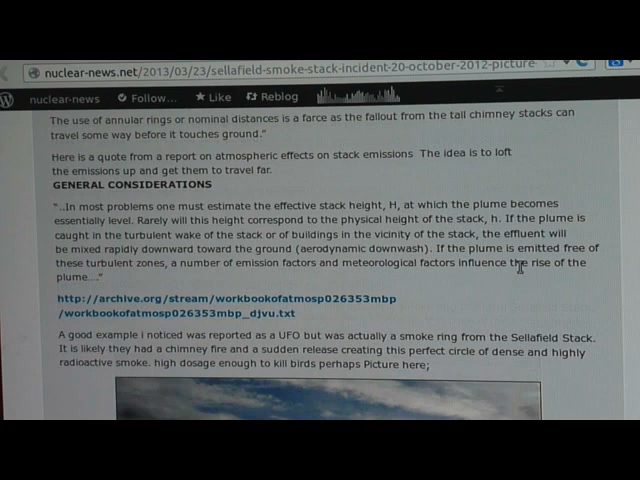 nuclear-news.net/2013/03/23/sellafield-smoke-stack-incident-20-october-2012-picture-
nuclear-news Follow... Like Reblog
The use of annular rings or nominal distances is a farce as the fallout from the tall chimney stacks can
travel some way before it touches ground."
Here is a quote from a report on atmospheric effects on stack emissions The idea is to loft
the emissions up and get them to travel far.
GENERAL CONSIDERATIONS
"..In most problems one must estimate the effective stack height, H, at which the plume becomes
essentially level. Rarely will this height correspond to the physical height of the stack, h. If the plume is
caught in the turbulent wake of the stack or of buildings in the vicinity of the stack, the effluent will
be mixed rapidly downward toward the ground (aerodynamic downwash). If the plume is emitted free of
these turbulent zones, a number of emission factors and meteorological factors influence the rise of the
plume...."
http://archive.org/stream/workbookofatmosp026353mbp
/workbookofatmosp026353mbp_djvu.txt
A good example i noticed was reported as a UFO but was actually a smoke ring from the Sellafield Stack.
It is likely they had a chimney fire and a sudden release creating this perfect circle of dense and highly
radioactive smoke. high dosage enough to kill birds perhaps Picture here;